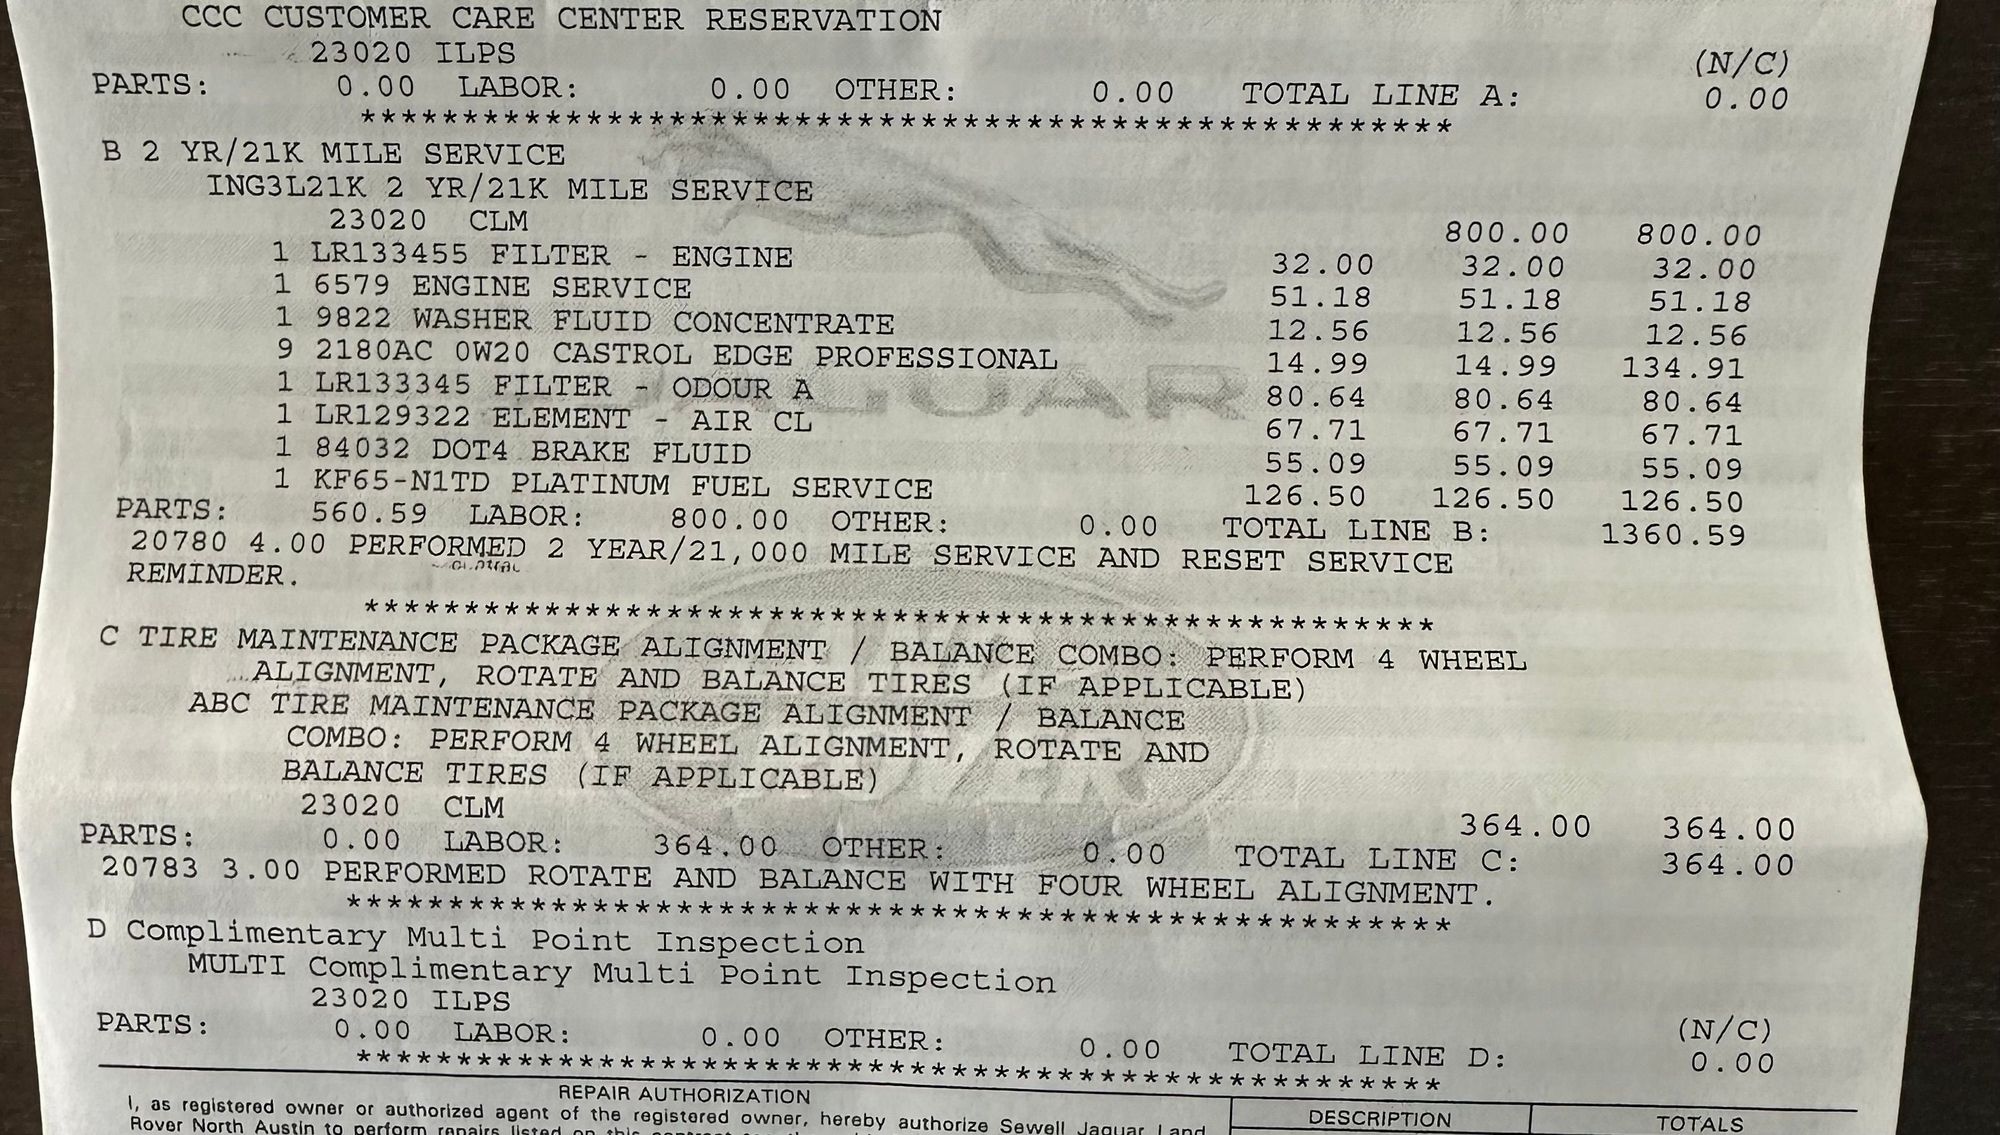 CCC CUSTOMER CARE CENTER RESERVATION
23020 ILPS (N/C)
PARTS: 0.00 LABOR: 0.00 OTHER: 0.00 TOTAL LINE A: 0.00
*****************************************************
B 2 YR/21K MILE SERVICE
ING3L21K 2 YR/21K MILE SERVICE
23020 CLM 800.00 800.00
1 LR133455 FILTER - ENGINE 32.00 32.00 32.00
1 6579 ENGINE SERVICE 51.18 51.18 51.18
1 9822 WASHER FLUID CONCENTRATE 12.56 12.56 12.56
9 2180AC 0W20 CASTROL EDGE PROFESSIONAL 14.99 14.99 134.91
1 LR133345 FILTER - ODOUR A 80.64 80.64 80.64
1 LR129322 ELEMENT - AIR CL 67.71 67.71 67.71
1 84032 DOT4 BRAKE FLUID 55.09 55.09 55.09
1 KF65-N1TD PLATINUM FUEL SERVICE 126.50 126.50 126.50
PARTS: 560.59 LABOR: 800.00 OTHER: 0.00 TOTAL LINE B: 1360.59
20780 4.00 PERFORMED 2 YEAR/21,000 MILE SERVICE AND RESET SERVICE
REMINDER.
*****************************************************
C TIRE MAINTENANCE PACKAGE ALIGNMENT / BALANCE COMBO: PERFORM 4 WHEEL
ALIGNMENT, ROTATE AND BALANCE TIRES (IF APPLICABLE)
ABC TIRE MAINTENANCE PACKAGE ALIGNMENT / BALANCE
COMBO: PERFORM 4 WHEEL ALIGNMENT, ROTATE AND
BALANCE TIRES (IF APPLICABLE)
23020 CLM 364.00 364.00
PARTS: 0.00 LABOR: 364.00 OTHER: 0.00 TOTAL LINE C: 364.00
20783 3.00 PERFORMED ROTATE AND BALANCE WITH FOUR WHEEL ALIGNMENT.
*****************************************************
D Complimentary Multi Point Inspection
MULTI Complimentary Multi Point Inspection
23020 ILPS (N/C)
PARTS: 0.00 LABOR: 0.00 OTHER: 0.00 TOTAL LINE D: 0.00
*****************************************************
REPAIR AUTHORIZATION
I, as registered owner or authorized agent of the registered owner, hereby authorize Sewell Jaguar Land
Rover North Austin to perform repairs listed on this
DESCRIPTION TOTALS
JAGUAR